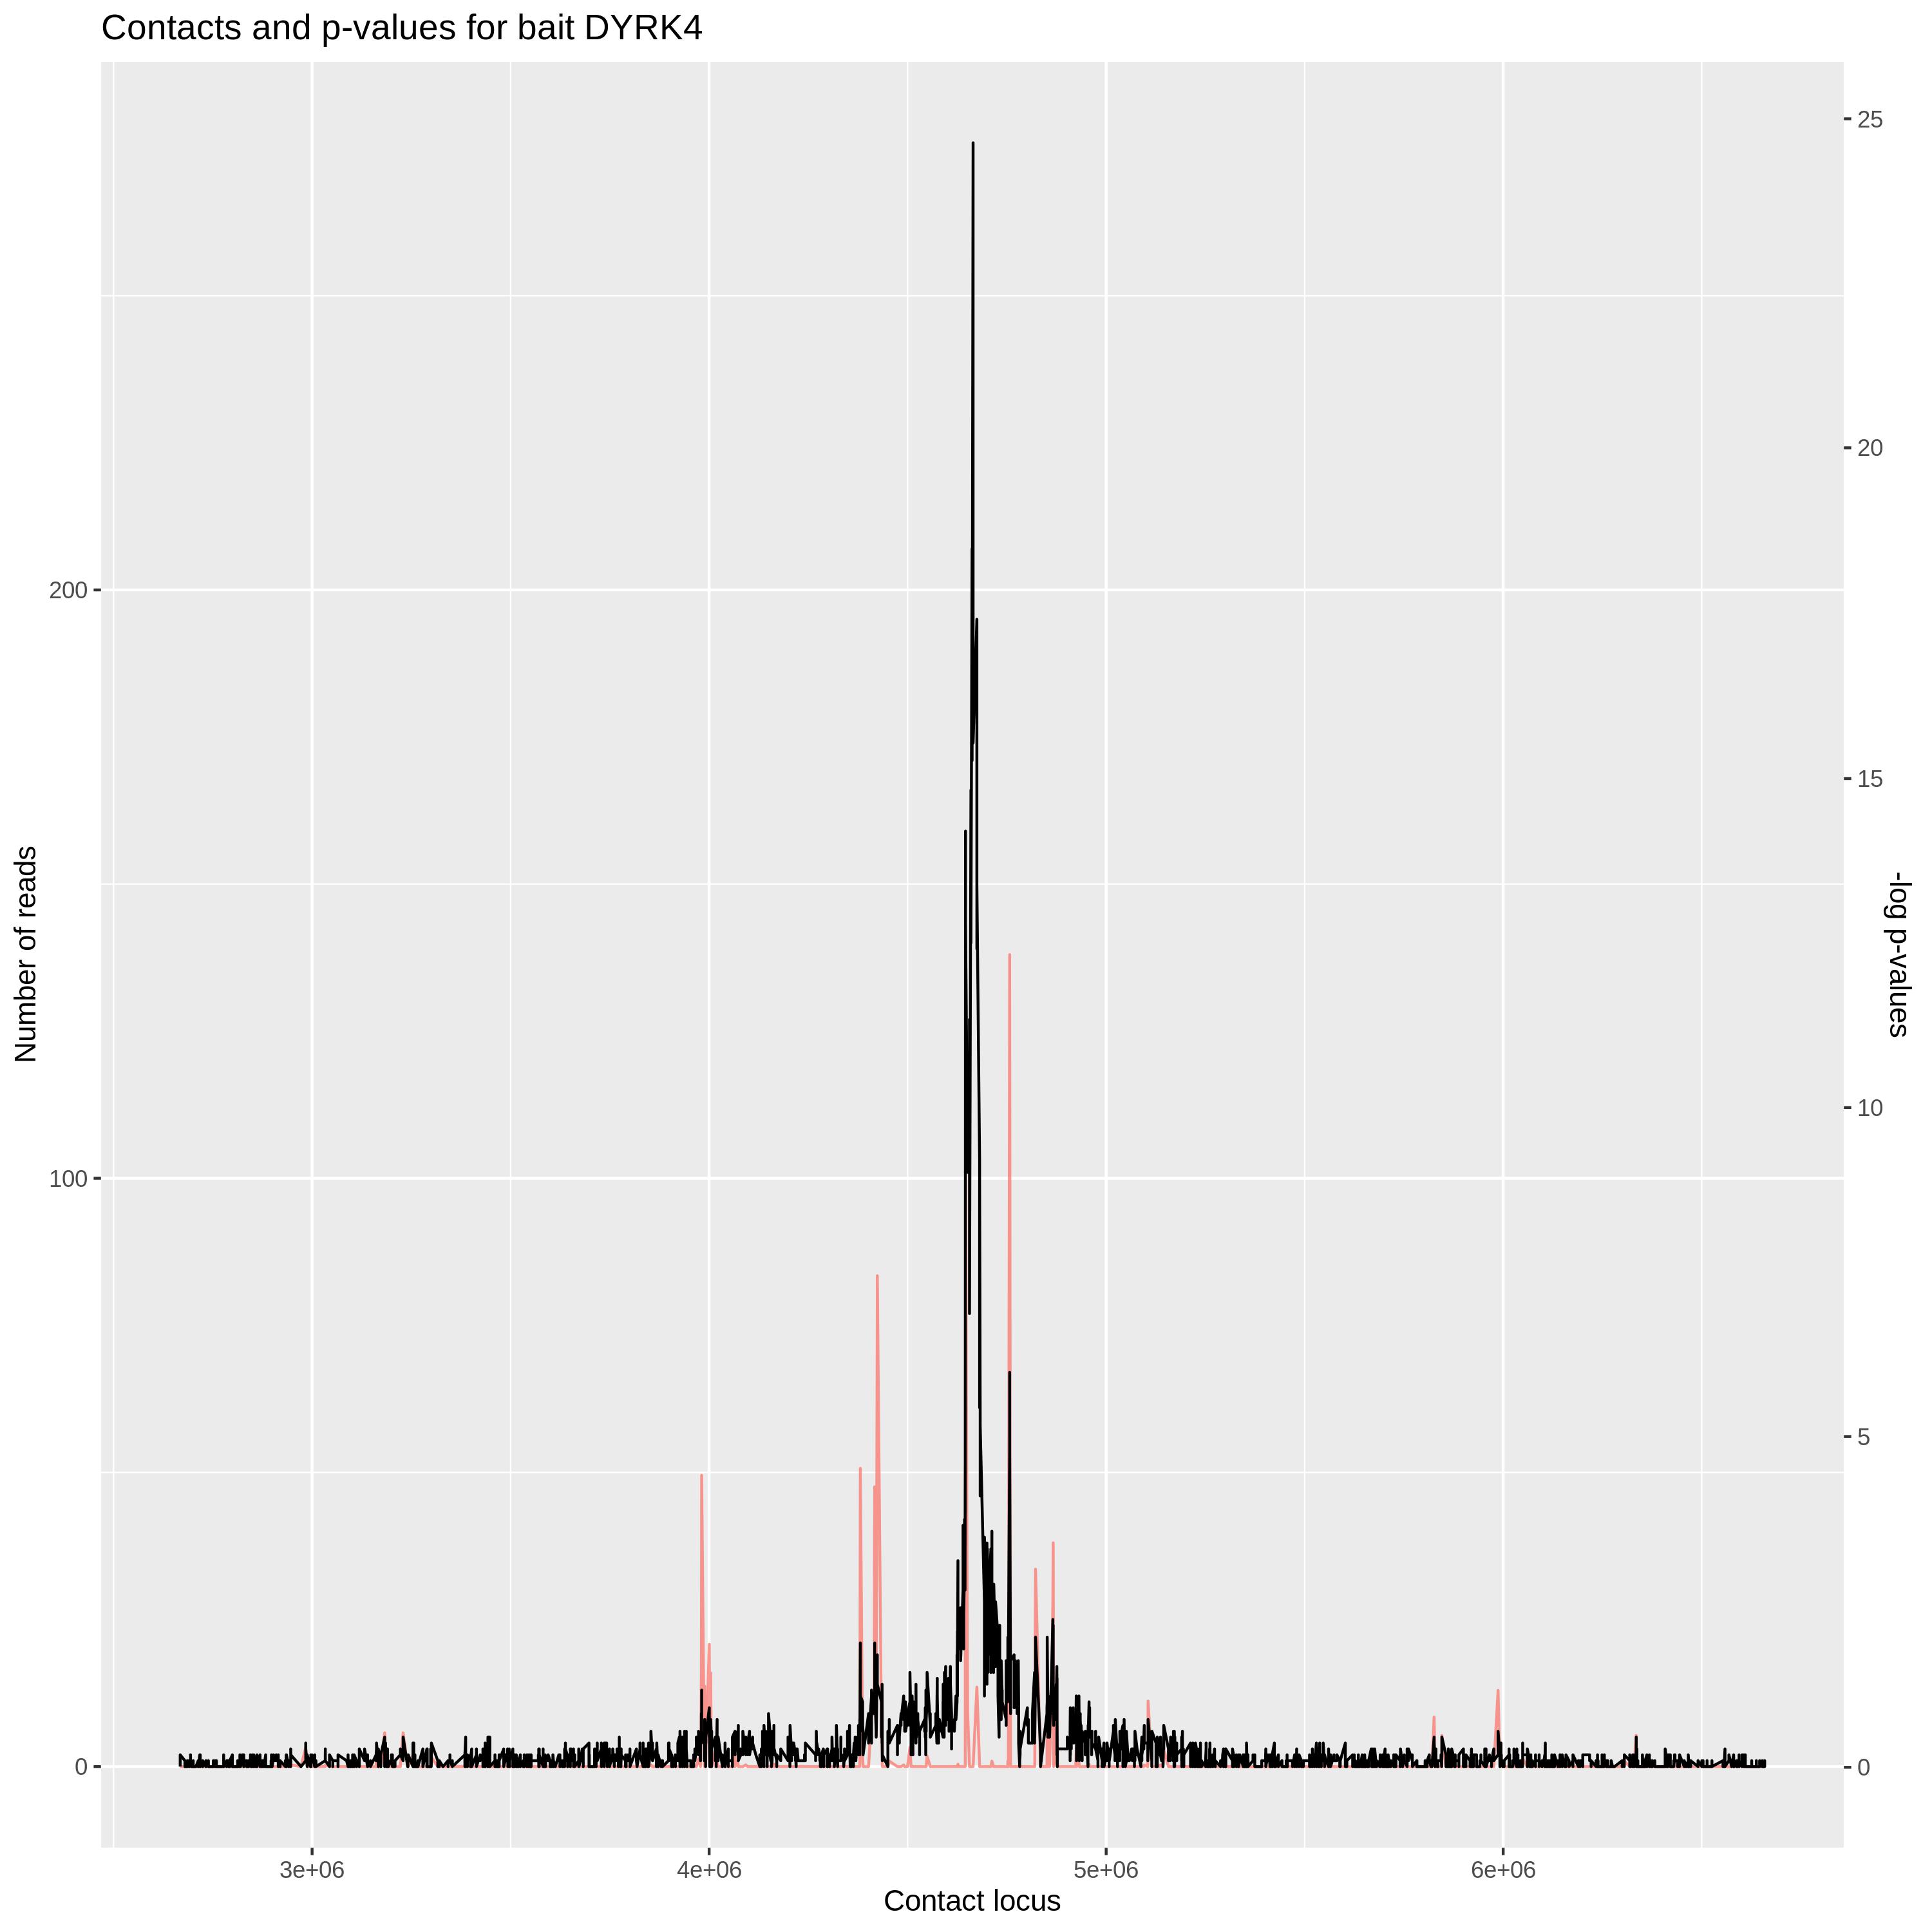 Contacts and p-values for bait DYRK4
Number of reads
200
100
0
25
20
15
10
5
0
-log p-values
3e+06 4e+06 5e+06 6e+06
Contact locus